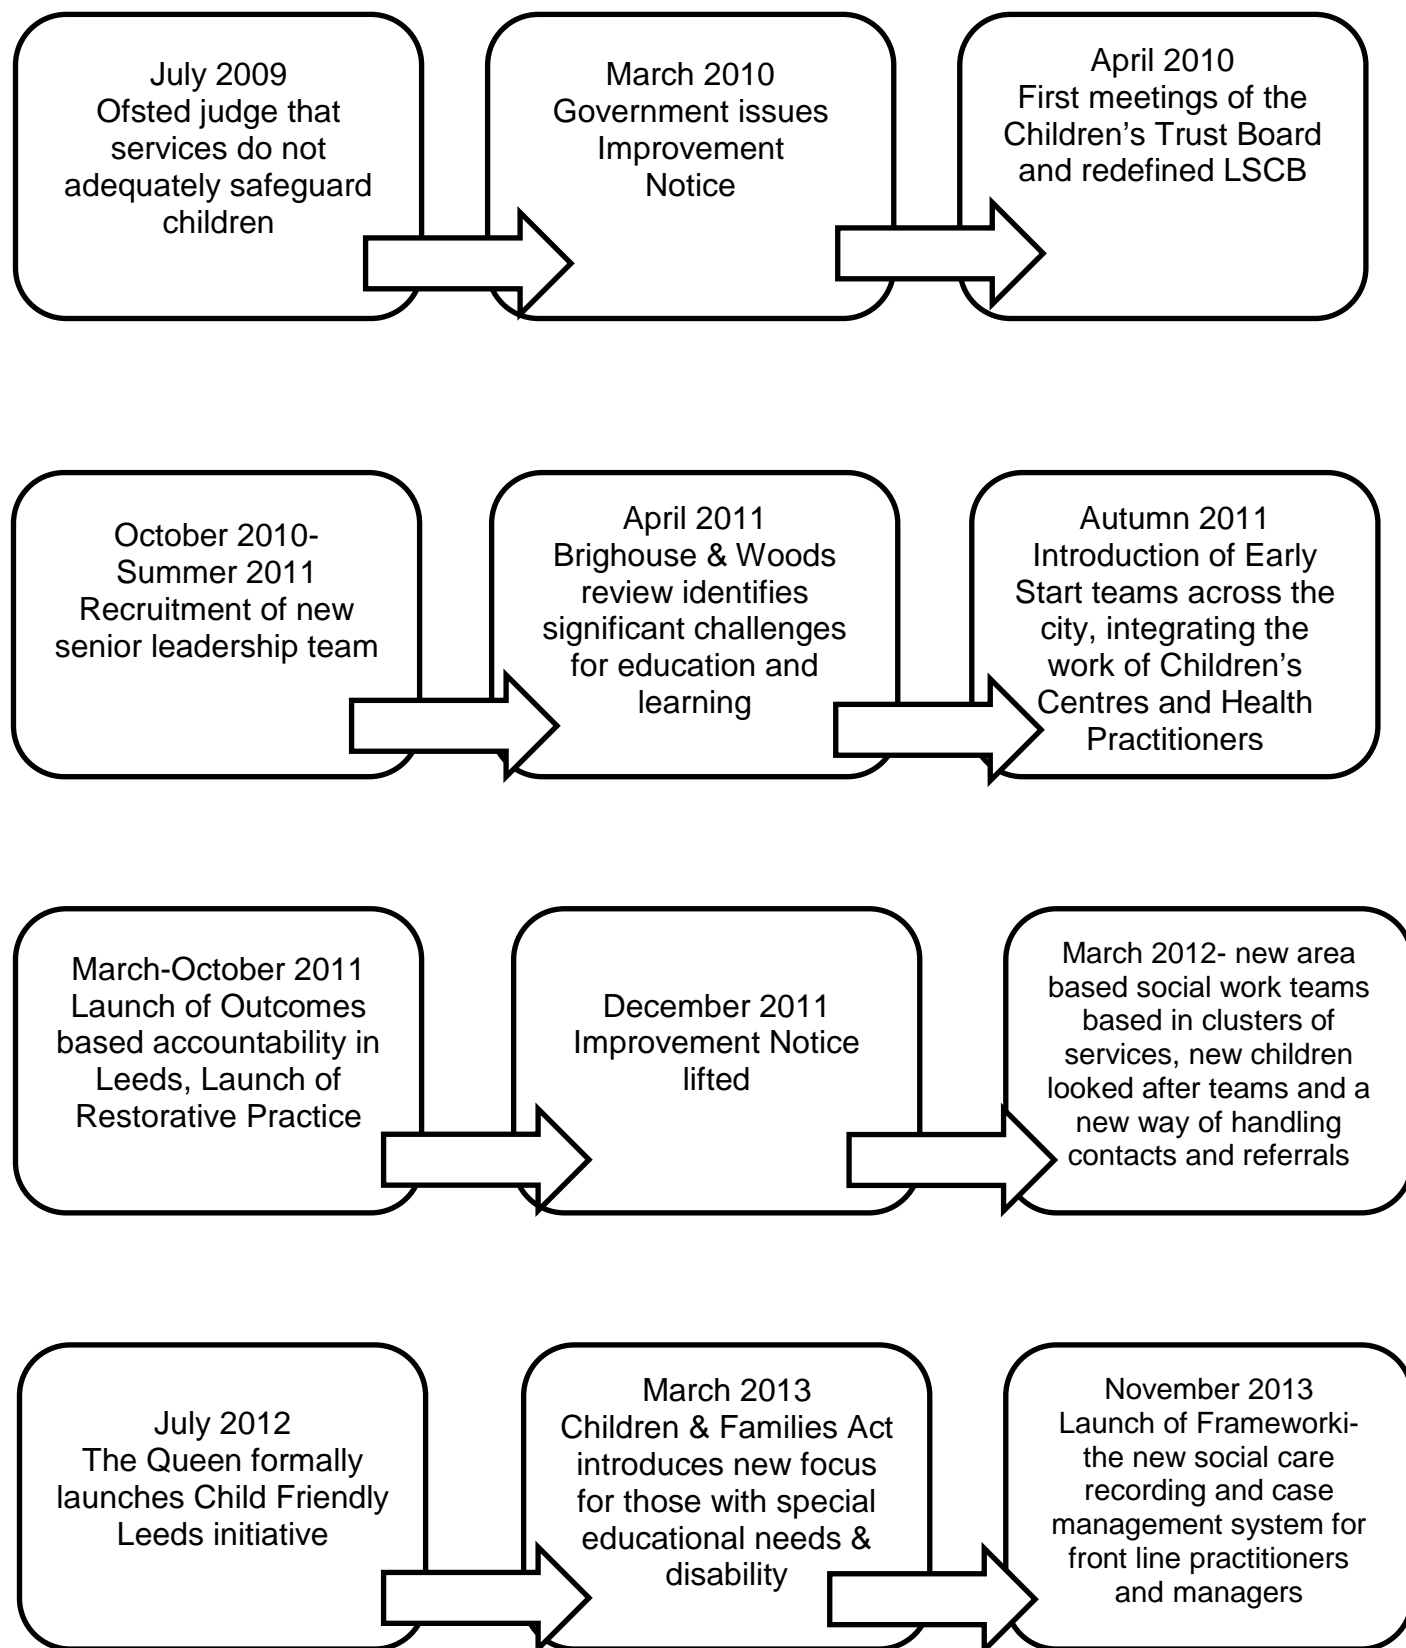 July 2009
Ofsted judge that
services do not
adequately safeguard
children
March 2010
Government issues
Improvement
Notice
April 2010
First meetings of the
Children’s Trust Board
and redefined LSCB
October 2010-
Summer 2011
Recruitment of new
senior leadership team
April 2011
Brighouse & Woods
review identifies
significant challenges
for education and
learning
Autumn 2011
Introduction of Early
Start teams across the
city, integrating the
work of Children’s
Centres and Health
Practitioners
March-October 2011
Launch of Outcomes
based accountability in
Leeds, Launch of
Restorative Practice
December 2011
Improvement Notice
lifted
March 2012- new area
based social work teams
based in clusters of
services, new children
looked after teams and a
new way of handling
contacts and referrals
July 2012
The Queen formally
launches Child Friendly
Leeds initiative
March 2013
Children & Families Act
introduces new focus
for those with special
educational needs &
disability
November 2013
Launch of Frameworki-
the new social care
recording and case
management system for
front line practitioners
and managers